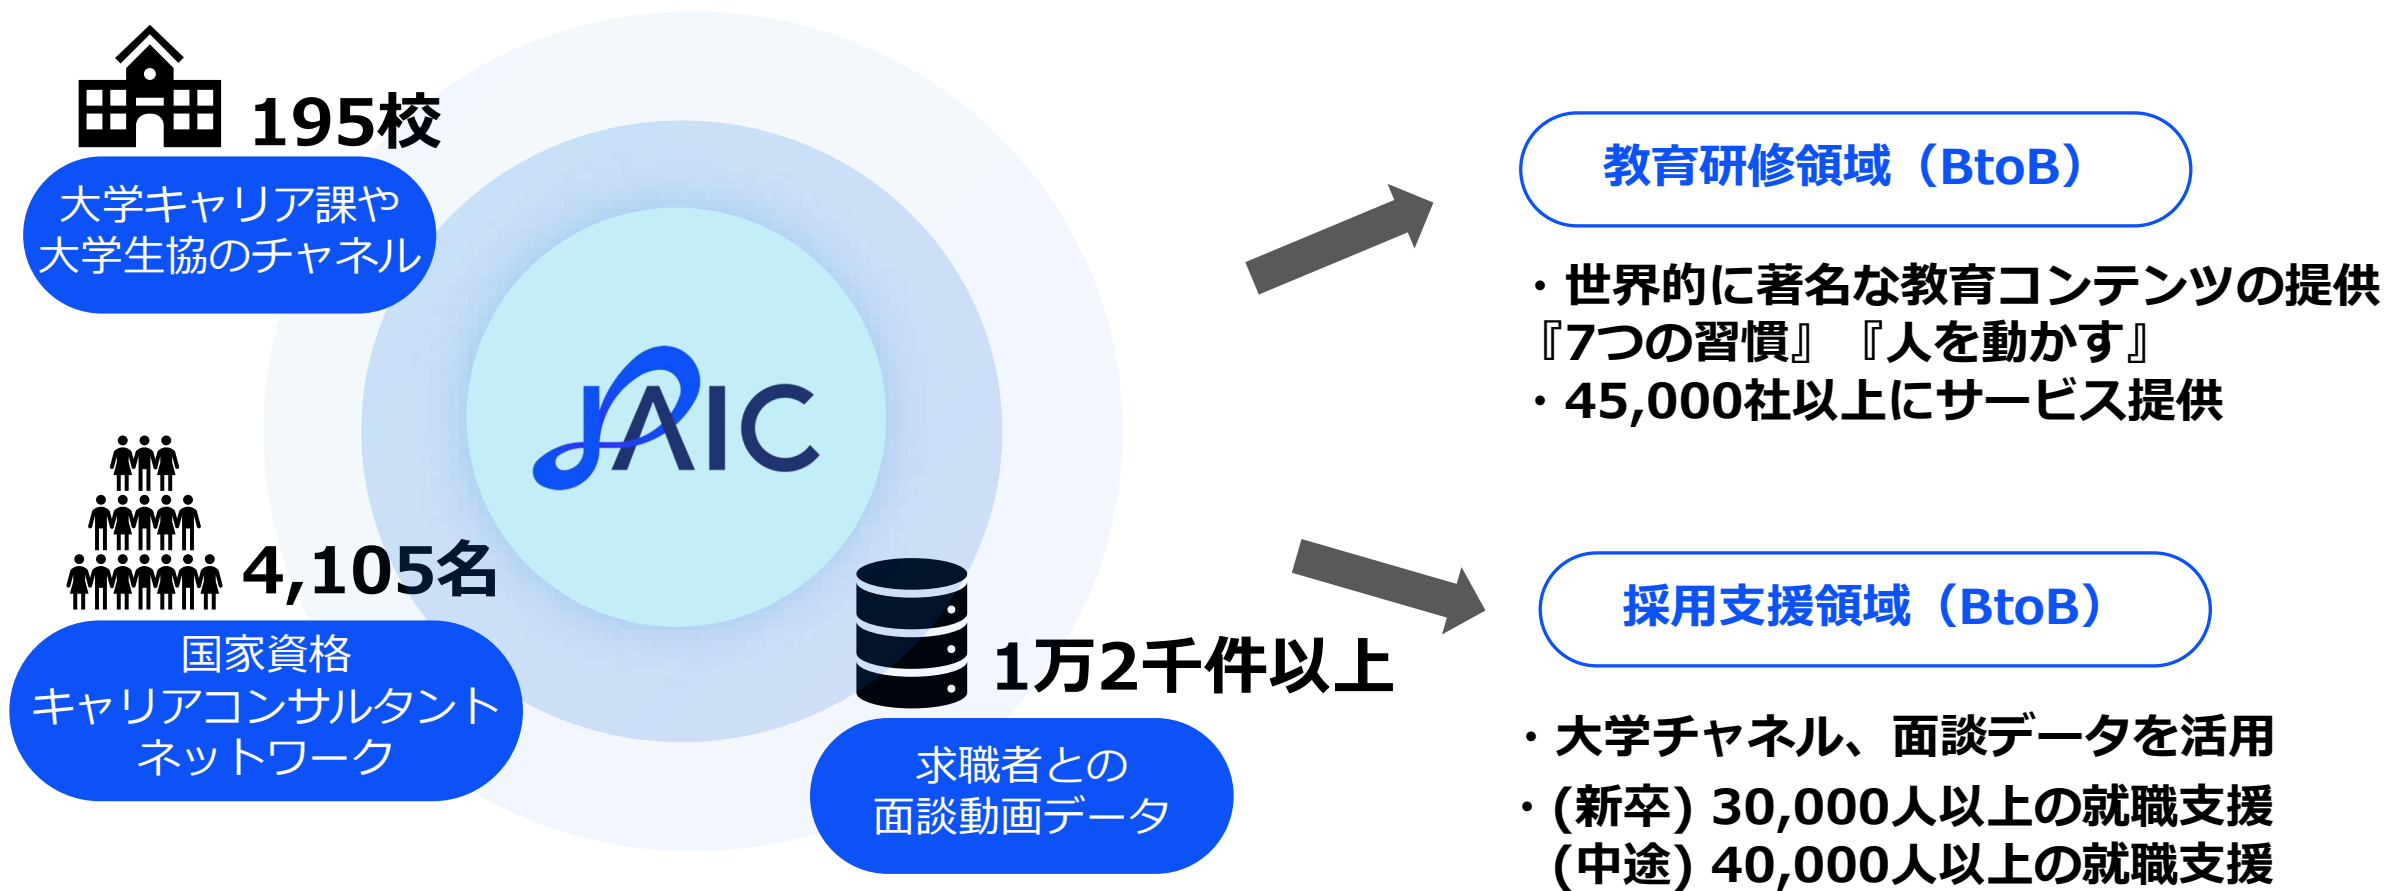 195校
大学キャリア課や
大学生協のチャネル
4,105名
国家資格
キャリアコンサルタント
ネットワーク
JAIC
1万2千件以上
求職者との
面談動画データ
教育研修領域（BtoB）
・世界的に著名な教育コンテンツの提供
『7つの習慣』『人を動かす』
・45,000社以上にサービス提供
採用支援領域（BtoB）
・大学チャネル、面談データを活用
・(新卒) 30,000人以上の就職支援
(中途) 40,000人以上の就職支援